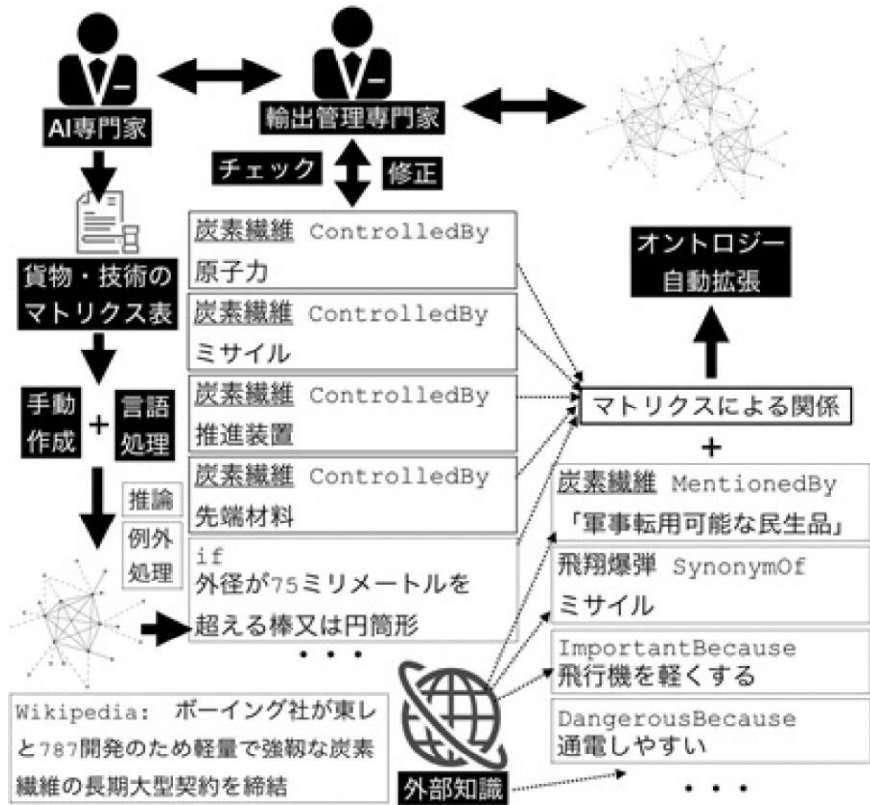 AI専門家
輸出管理専門家
チェック
修正
貨物・技術の
マトリクス表
手動
作成
+
言語
処理
推論
例外
処理
炭素繊維 ControlledBy
原子力
炭素繊維 ControlledBy
ミサイル
炭素繊維 ControlledBy
推進装置
炭素繊維 ControlledBy
先端材料
if
外径が75ミリメートルを
超える棒又は円筒形
・・・
オントロジー
自動拡張
マトリクスによる関係
+
炭素繊維 MentionedBy
「軍事転用可能な民生品」
飛翔爆弾 SynonymOf
ミサイル
ImportantBecause
飛行機を軽くする
DangerousBecause
通電しやすい
・・・
Wikipedia: ボーイング社が東レ
と787開発のため軽量で強靭な炭素
繊維の長期大型契約を締結
外部知識